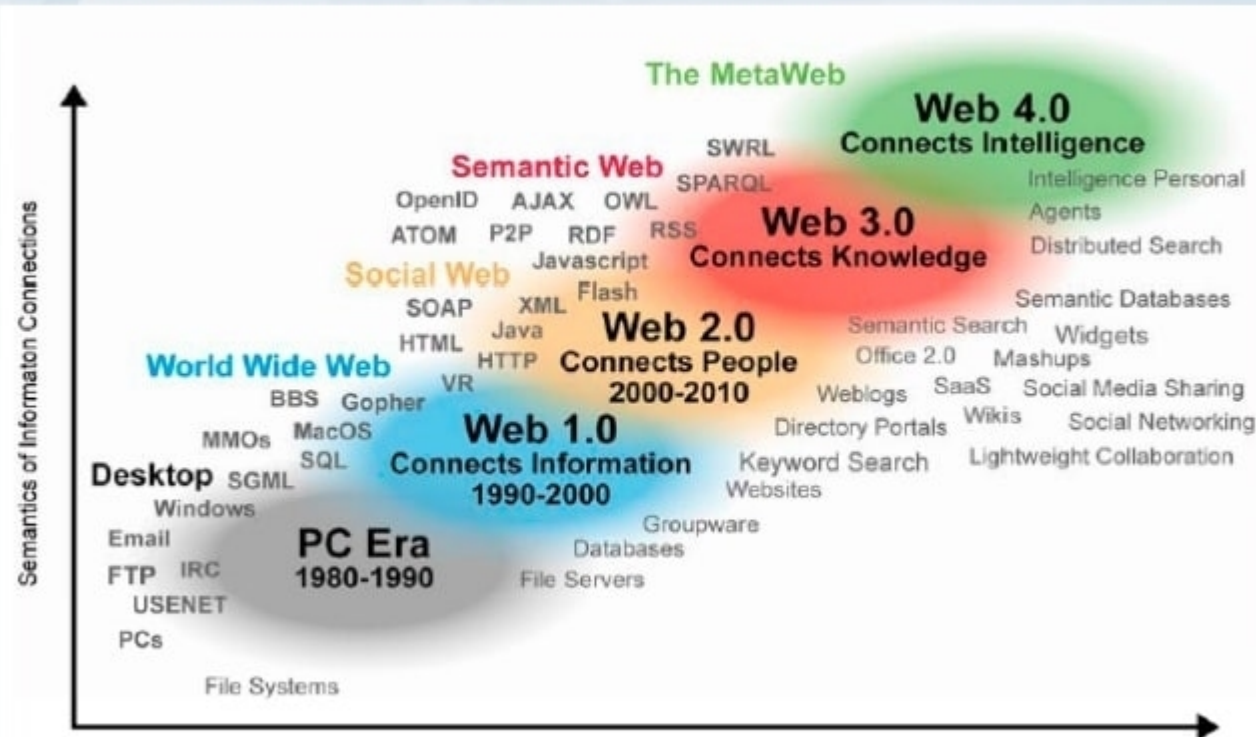 The MetaWeb
Web 4.0
Connects Intelligence
SWRL
Semantic Web
SPARQL
Intelligence Personal
Agents
OpenID AJAX OWL
Web 3.0
Connects Knowledge
ATOM P2P RDF RSS
Distributed Search
Javascript
Social Web
Flash
Semantic Databases
SOAP XML
Web 2.0
Connects People
2000-2010
Java
Semantic Search
Widgets
HTML
HTTP
Office 2.0 Mashups
World Wide Web
VR
Weblogs SaaS Social Media Sharing
BBS Gopher
Wikis Social Networking
Web 1.0
Connects Information
1990-2000
Directory Portals
MMOs MacOS
SQL
Keyword Search Lightweight Collaboration
Desktop SGML
Websites
Windows
Groupware
Email
PC Era
1980-1990
Databases
FTP IRC
File Servers
USENET
PCs
File Systems
Semantics of Informaton Connections